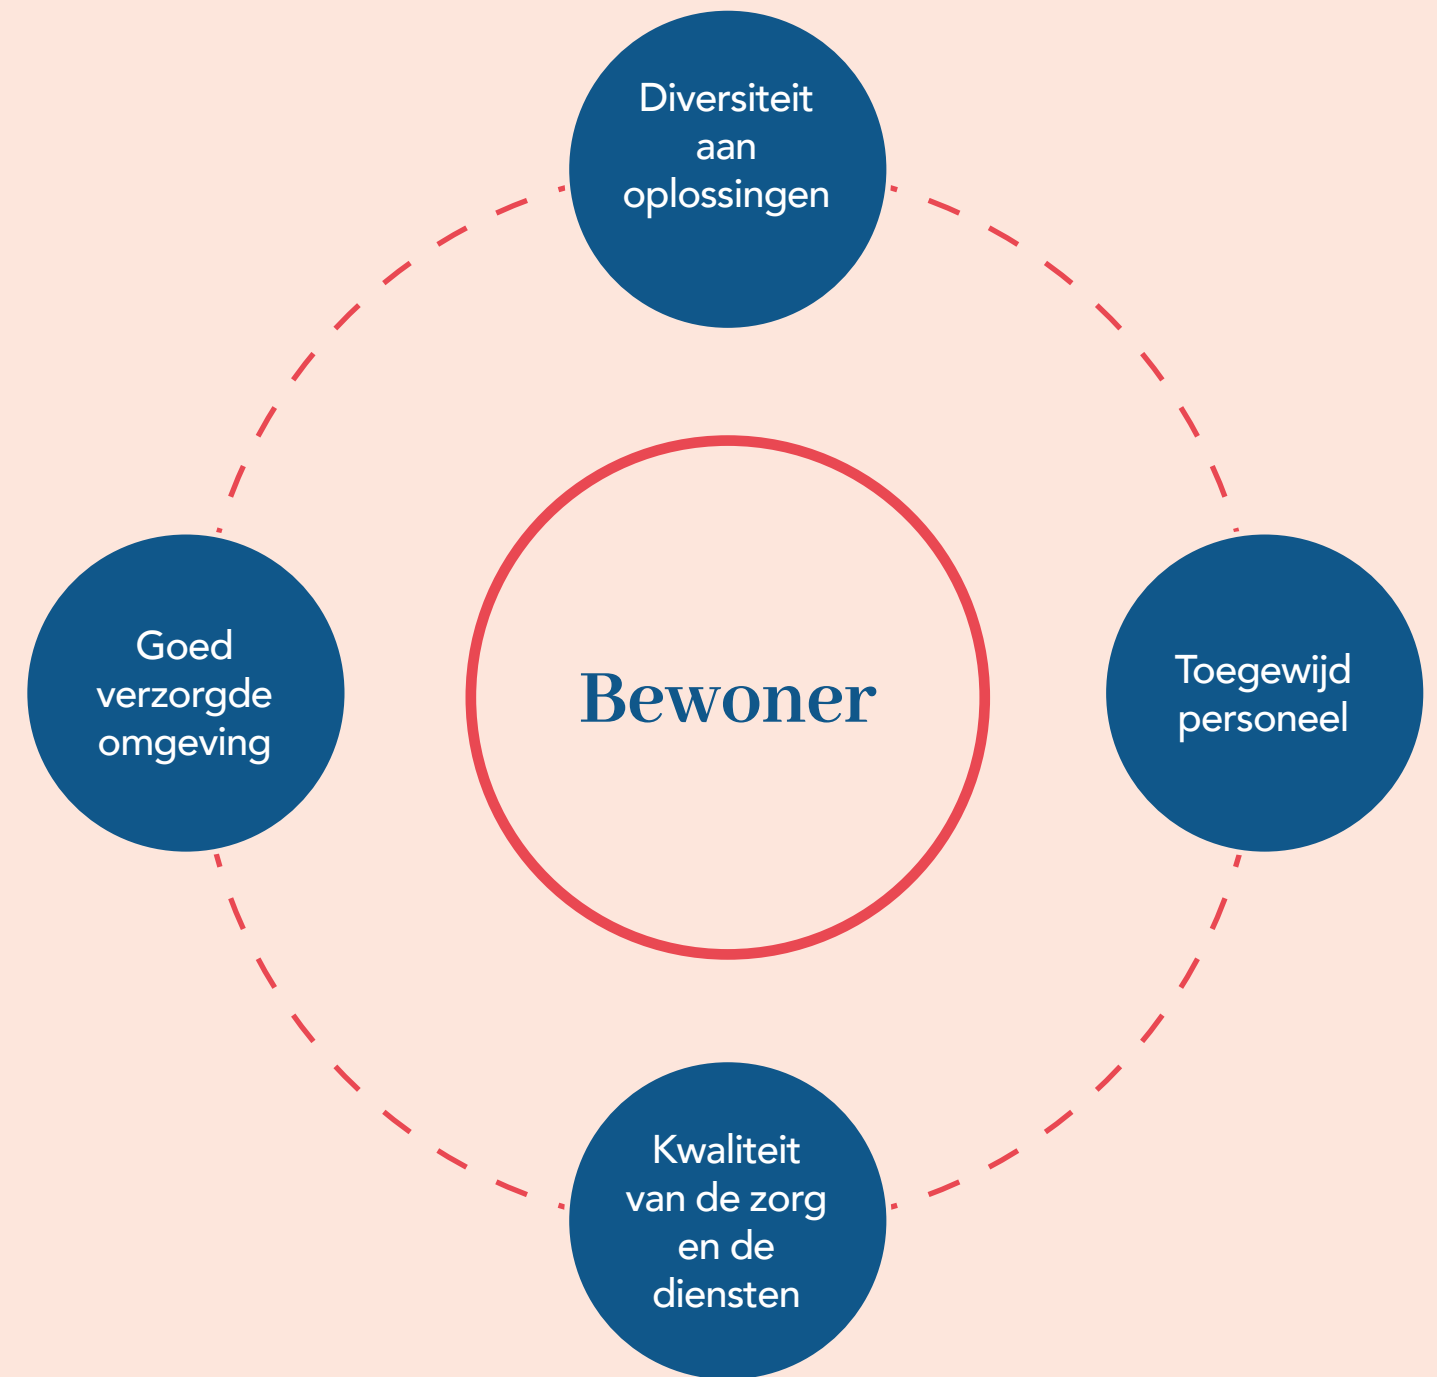 Diversiteit
aan
oplossingen
Goed
verzorgde
omgeving
Bewoner
Toegewijd
personeel
Kwaliteit
van de zorg
en de
diensten